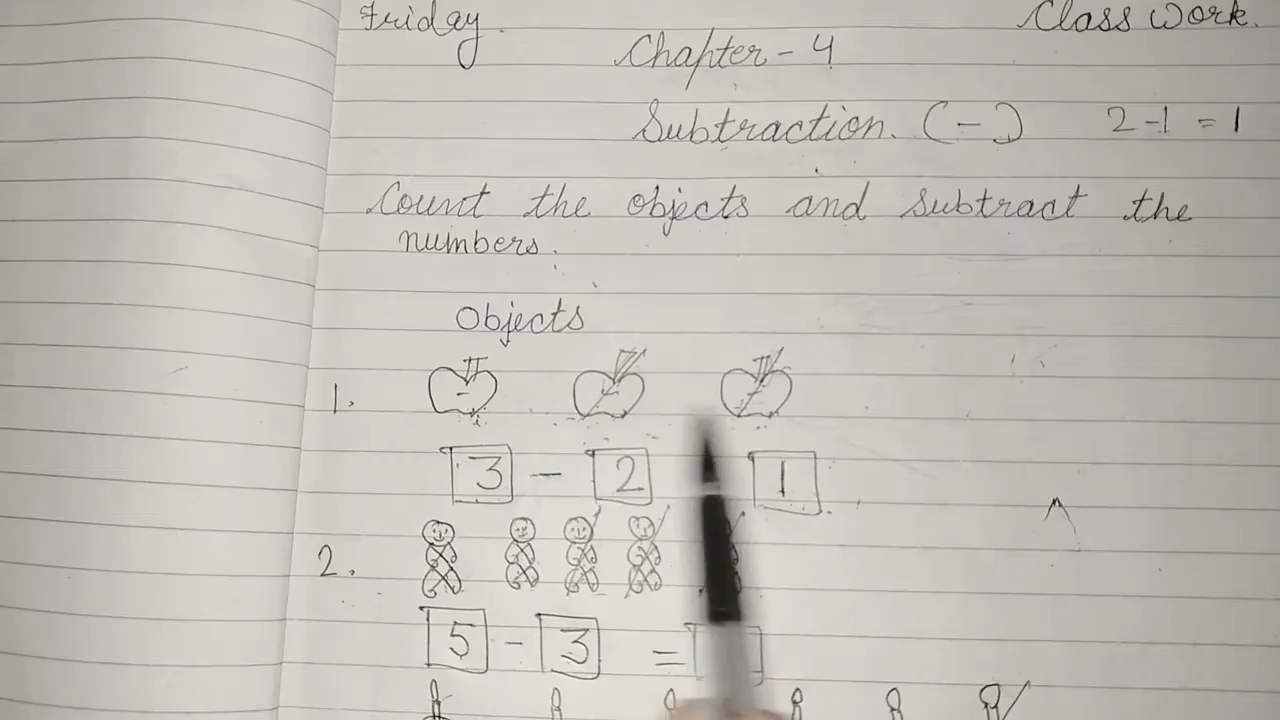 Friday.
Class Work.
Chapter - 4
Subtraction. (-) 2-1 = 1
Count the objects and subtract the
numbers.
Objects
1.
3 - 2 1
2.
5 - 3 =